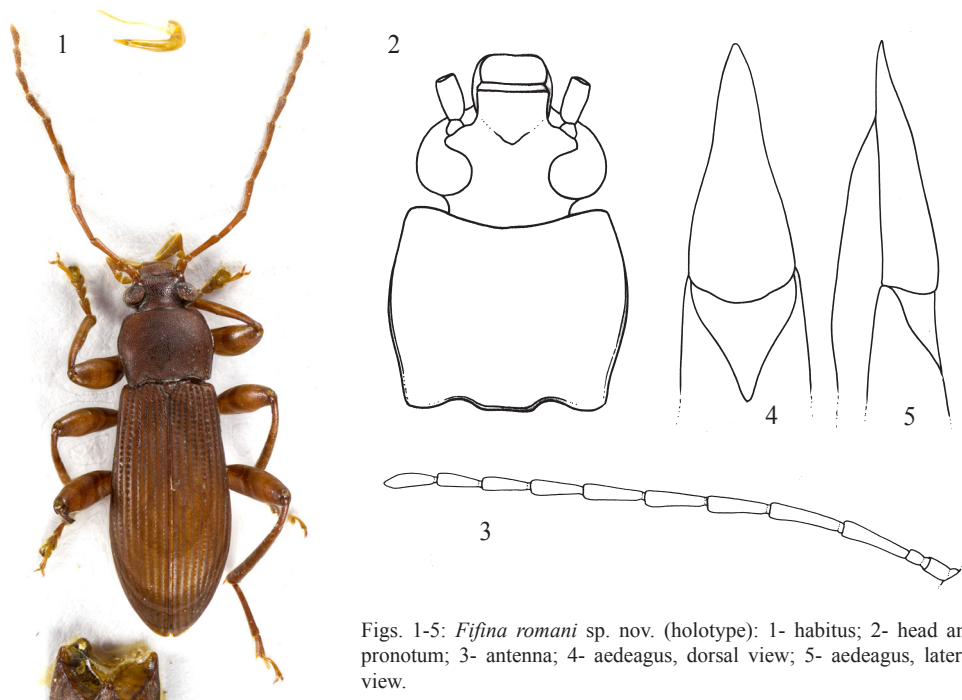 1
2
3
4
5
Figs. 1-5: Fifina romani sp. nov. (holotype): 1- habitus; 2- head an
pronotum; 3- antenna; 4- aedeagus, dorsal view; 5- aedeagus, later
view.